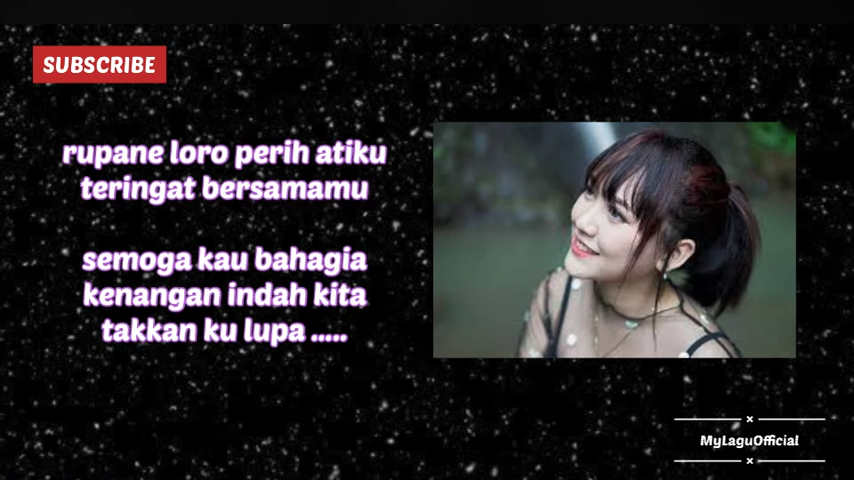 SUBSCRIBE
rupane loro perih atiku
teringat bersamamu
semoga kau bahagia
kenangan indah kita
takkan ku lupa .....
MyLaguOfficial